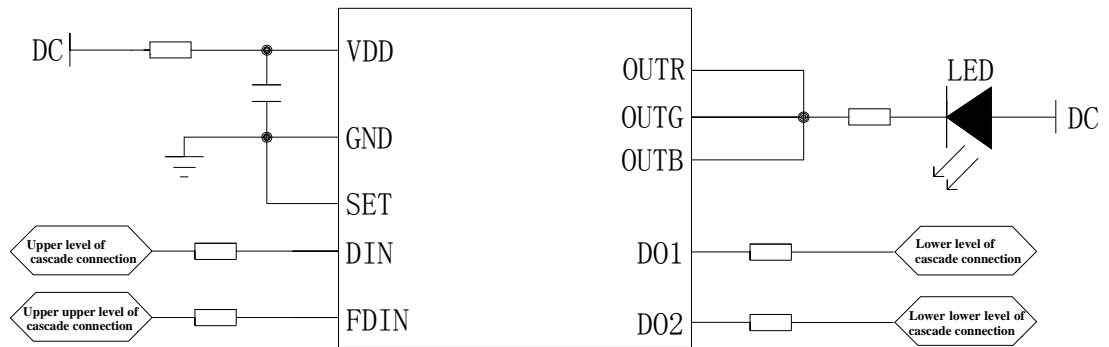 DC
VDD
GND
SET
DIN
FDIN
OUTR
OUTG
OUTB
DO1
DO2
LED
DC
Upper level of
cascade connection
Upper upper level of
cascade connection
Lower level of
cascade connection
Lower lower level of
cascade connection